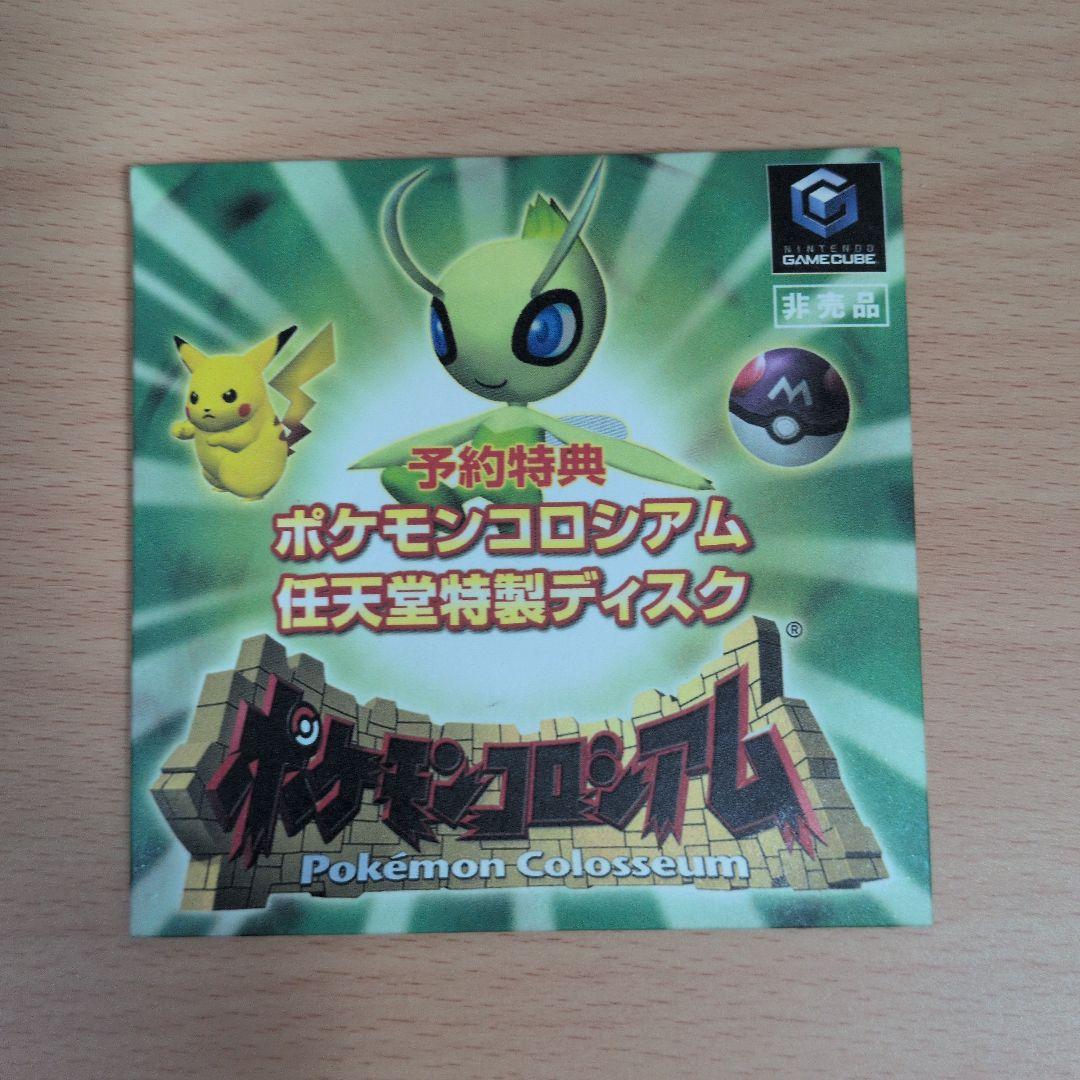 NINTENDO
GAMECUBE
非売品
M
予約特典
ポケモンコロシアム
任天堂特製ディスク
®
ポケモンコロシアム
Pokémon Colosseum